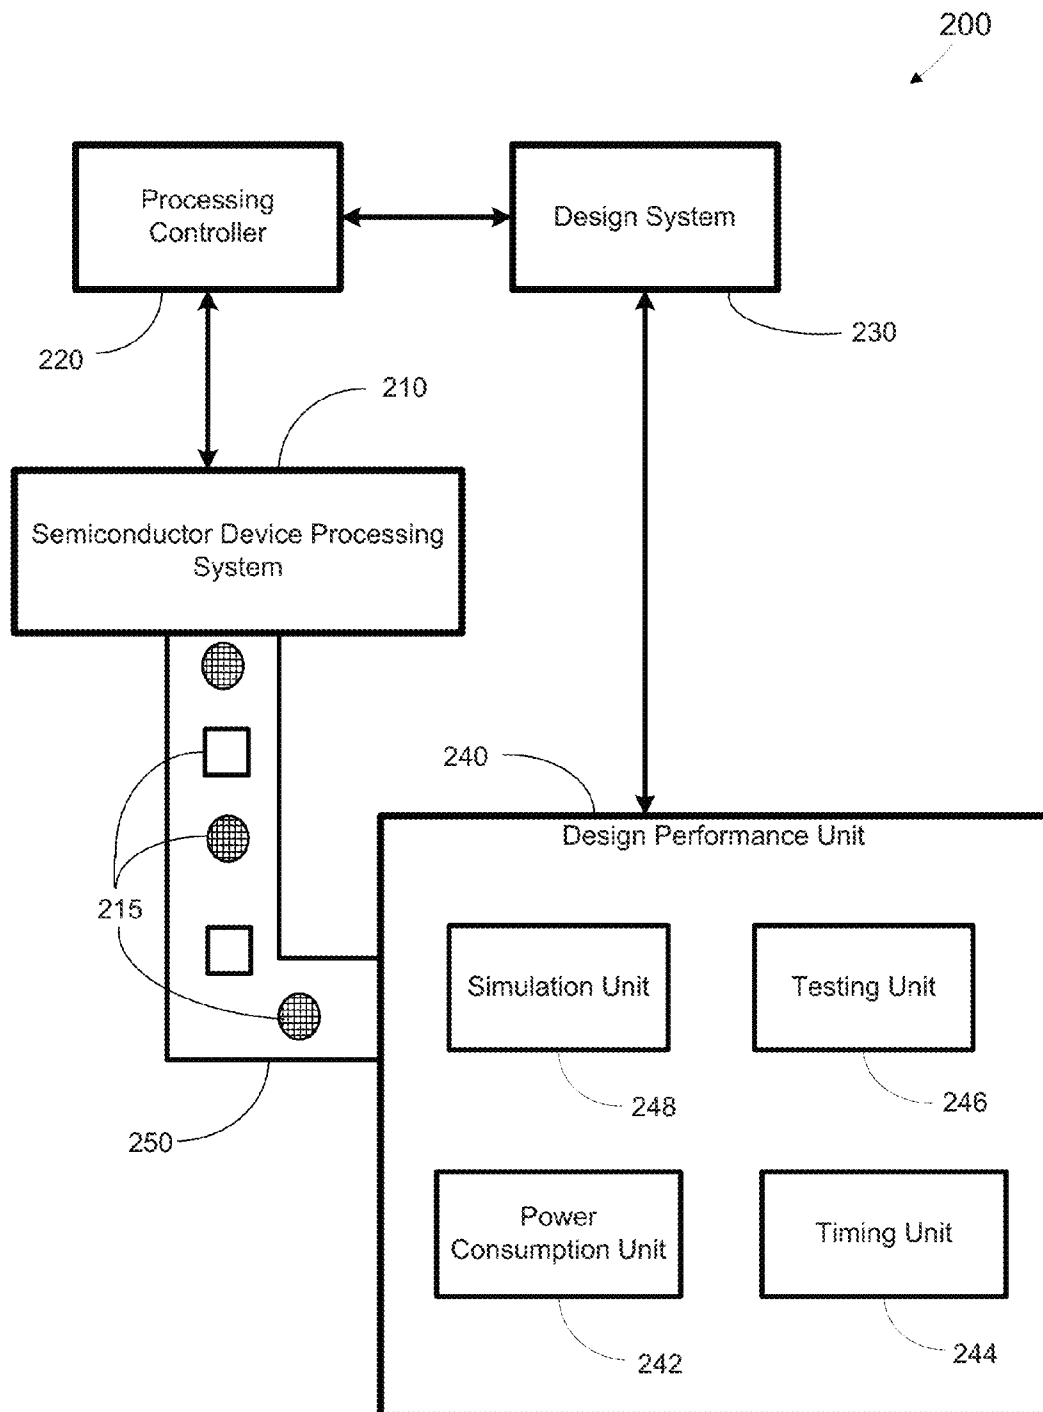 200
Processing
Controller
Design System
220
230
210
Semiconductor Device Processing
System
240
Design Performance Unit
215
Simulation Unit
Testing Unit
248
246
250
Power
Consumption Unit
Timing Unit
242
244